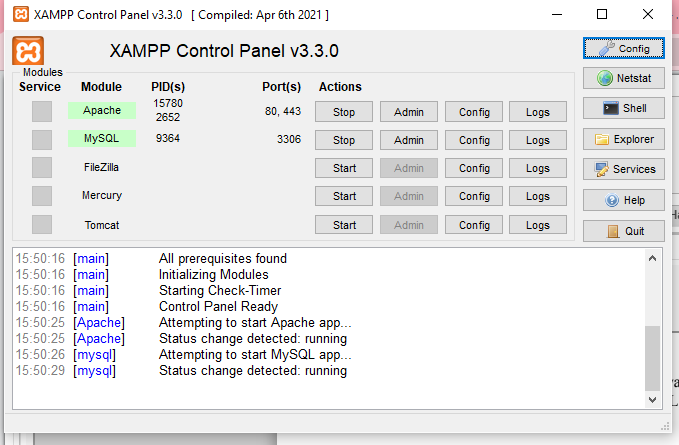 XAMPP Control Panel v3.3.0 [ Compiled: Apr 6th 2021 ]
XAMPP Control Panel v3.3.0
Config
Modules
Service Module PID(s) Port(s) Actions
Netstat
Apache 15780 2652 80, 443 Stop Admin Config Logs
Shell
MySQL 9364 3306 Stop Admin Config Logs
Explorer
FileZilla Start Admin Config Logs
Services
Mercury Start Admin Config Logs
Help
Tomcat Start Admin Config Logs
Quit
15:50:16 [main] All prerequisites found
15:50:16 [main] Initializing Modules
15:50:16 [main] Starting Check-Timer
15:50:16 [main] Control Panel Ready
15:50:25 [Apache] Attempting to start Apache app...
15:50:25 [Apache] Status change detected: running
15:50:26 [mysql] Attempting to start MySQL app...
15:50:29 [mysql] Status change detected: running